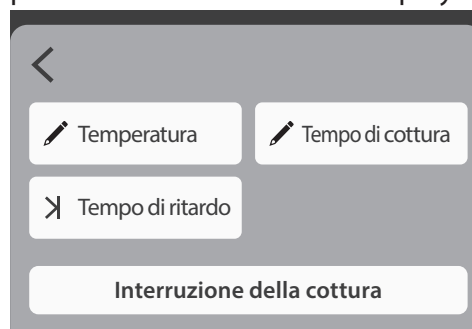 Temperatura
Tempo di cottura
Tempo di ritardo
Interruzione della cottura